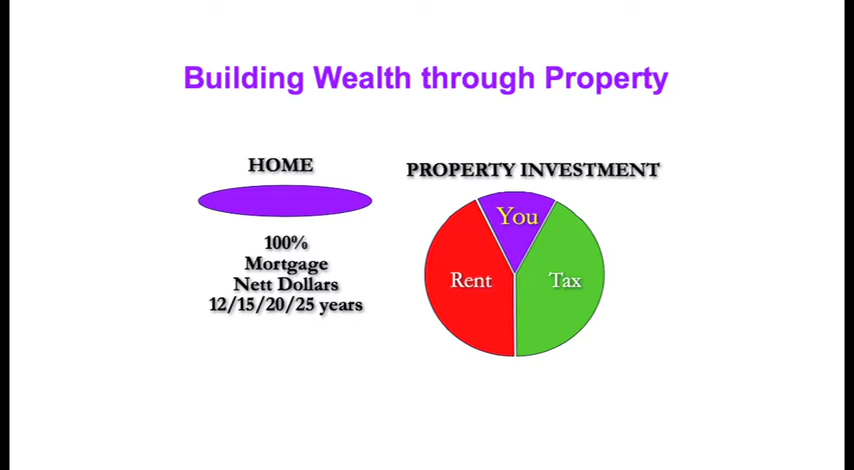 Building Wealth through Property
HOME
100%
Mortgage
Nett Dollars
12/15/20/25 years
PROPERTY INVESTMENT
You
Rent
Tax